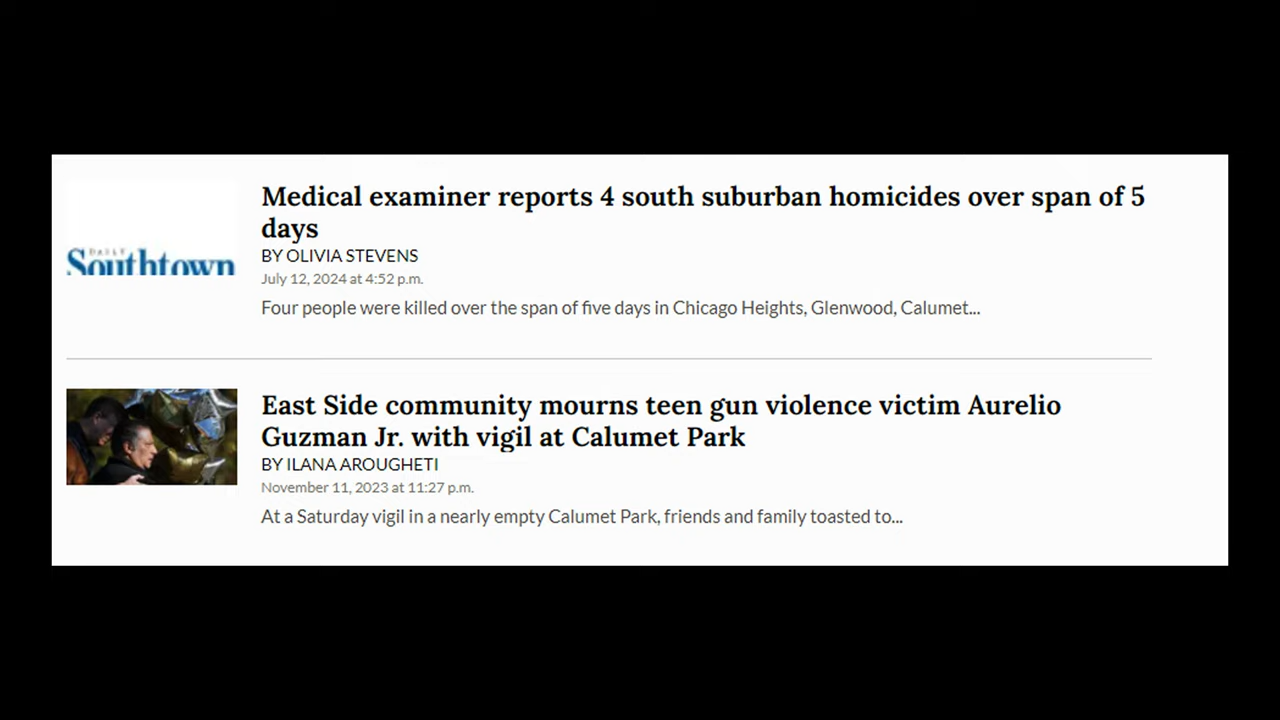 Medical examiner reports 4 south suburban homicides over span of 5
days
DAILY
Southtown
BY OLIVIA STEVENS
July 12, 2024 at 4:52 p.m.
Four people were killed over the span of five days in Chicago Heights, Glenwood, Calumet...
East Side community mourns teen gun violence victim Aurelio
Guzman Jr. with vigil at Calumet Park
BY ILANA AROUGHETI
November 11, 2023 at 11:27 p.m.
At a Saturday vigil in a nearly empty Calumet Park, friends and family toasted to...